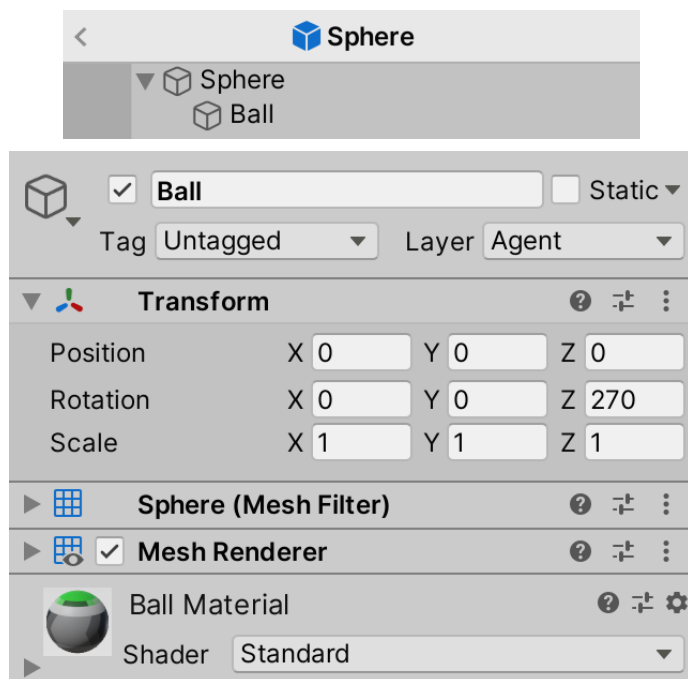 Sphere
Sphere
Ball
Ball Static
Tag Untagged Layer Agent
Transform
Position X 0 Y 0 Z 0
Rotation X 0 Y 0 Z 270
Scale X 1 Y 1 Z 1
Sphere (Mesh Filter)
Mesh Renderer
Ball Material
Shader Standard